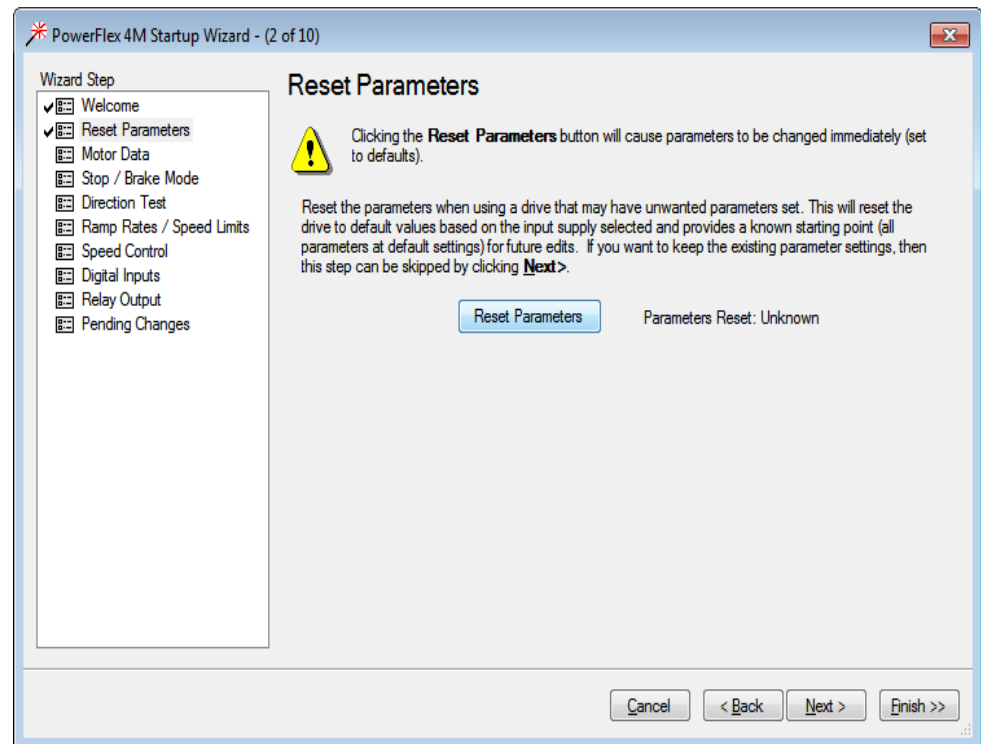 PowerFlex 4M Startup Wizard - (2 of 10)
Wizard Step
Welcome
Reset Parameters
Motor Data
Stop / Brake Mode
Direction Test
Ramp Rates / Speed Limits
Speed Control
Digital Inputs
Relay Output
Pending Changes
Reset Parameters
Clicking the Reset Parameters button will cause parameters to be changed immediately (set
to defaults).
Reset the parameters when using a drive that may have unwanted parameters set. This will reset the
drive to default values based on the input supply selected and provides a known starting point (all
parameters at default settings) for future edits. If you want to keep the existing parameter settings, then
this step can be skipped by clicking Next>.
Reset Parameters
Parameters Reset: Unknown
Cancel
< Back
Next >
Finish >>